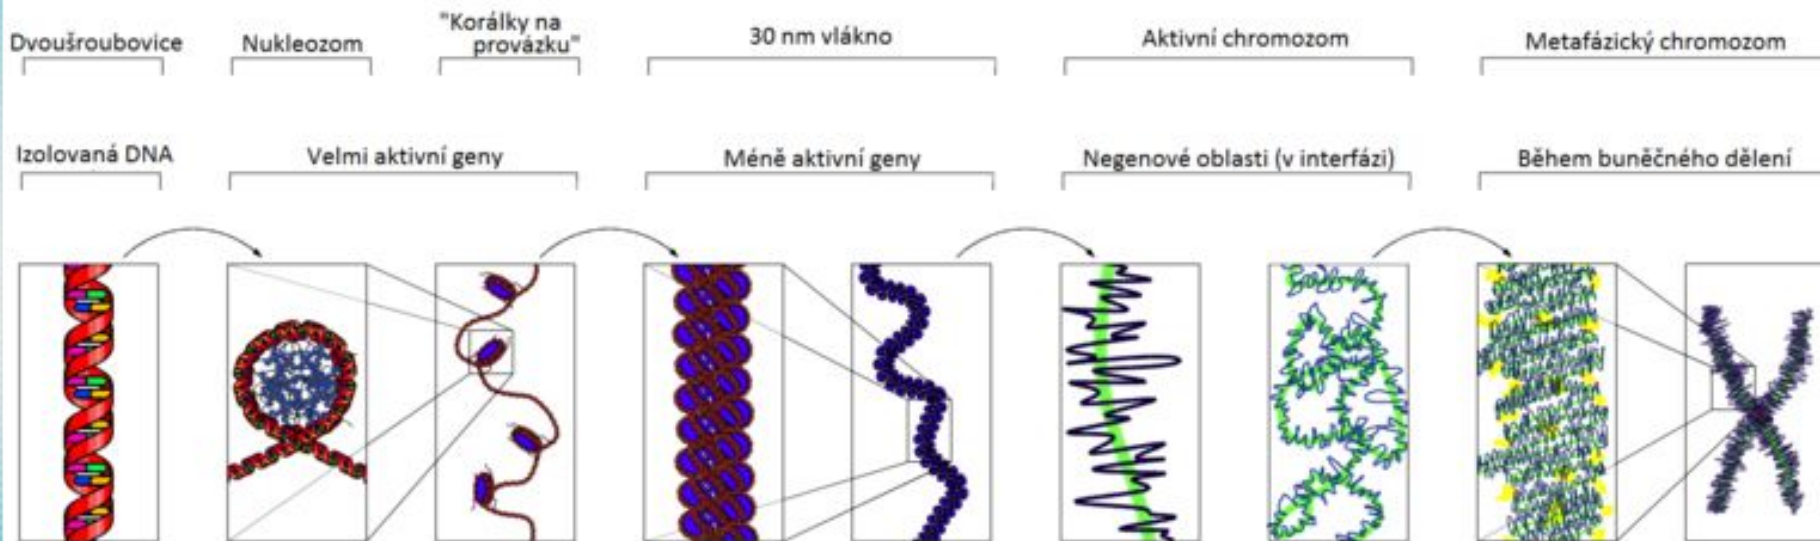 Dvoušroubovice
Nukleozom
"Korálky na
provázku"
30 nm vlákno
Aktivní chromozom
Metafázický chromozom
Izolovaná DNA
Velmi aktivní geny
Méně aktivní geny
Negenové oblasti (v interfázi)
Během buněčného dělení